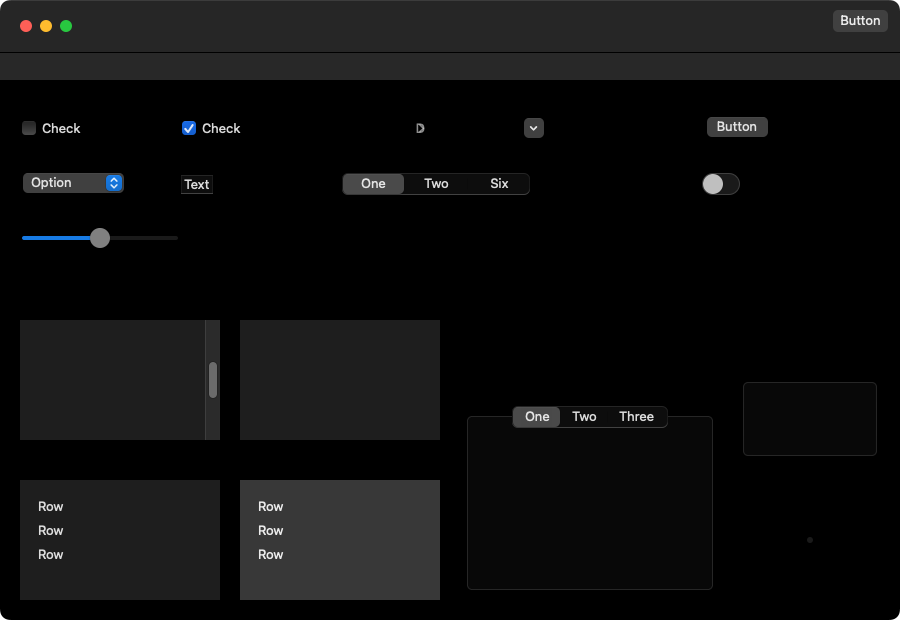 Button
Check
Check
D
Button
Option
Text
One Two Six
One Two Three
Row
Row
Row
Row
Row
Row